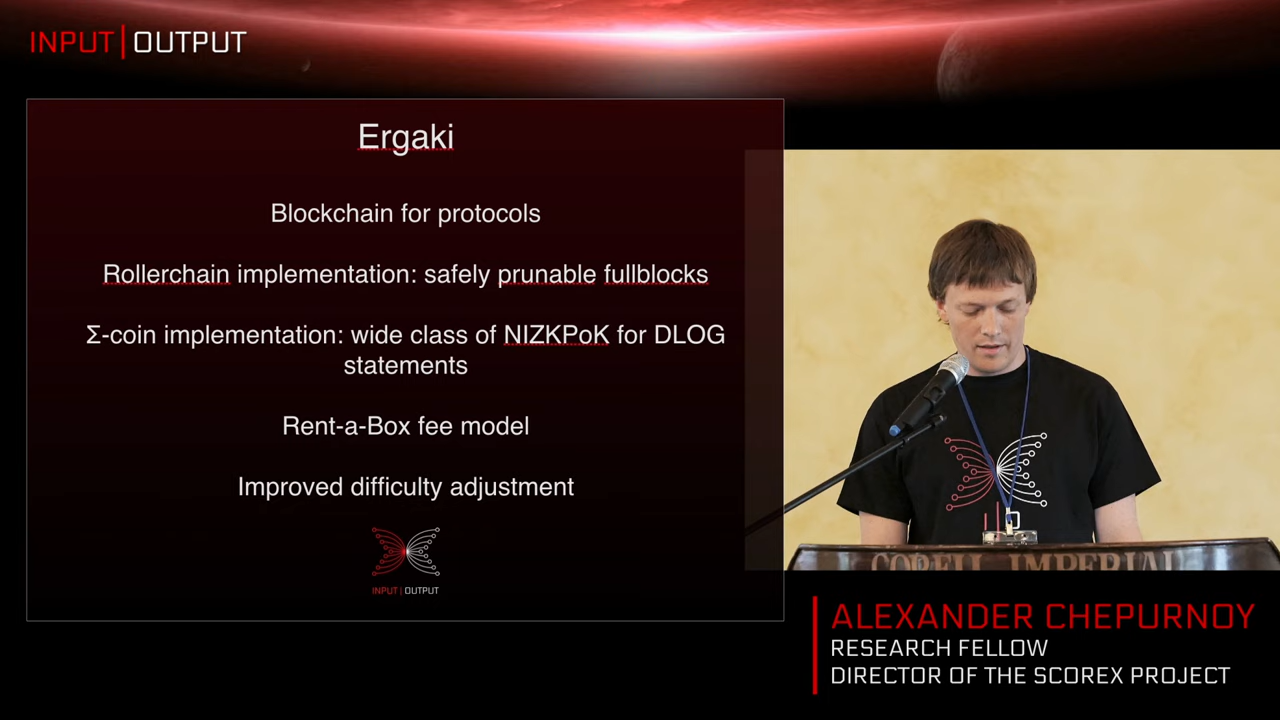 INPUT|OUTPUT
Ergaki
Blockchain for protocols
Rollerchain implementation: safely prunable fullblocks
Σ-coin implementation: wide class of NIZKPoK for DLOG
statements
Rent-a-Box fee model
Improved difficulty adjustment
INPUT|OUTPUT
CORFU IMPERIAL
ALEXANDER CHEPURNOY
RESEARCH FELLOW
DIRECTOR OF THE SCOREX PROJECT